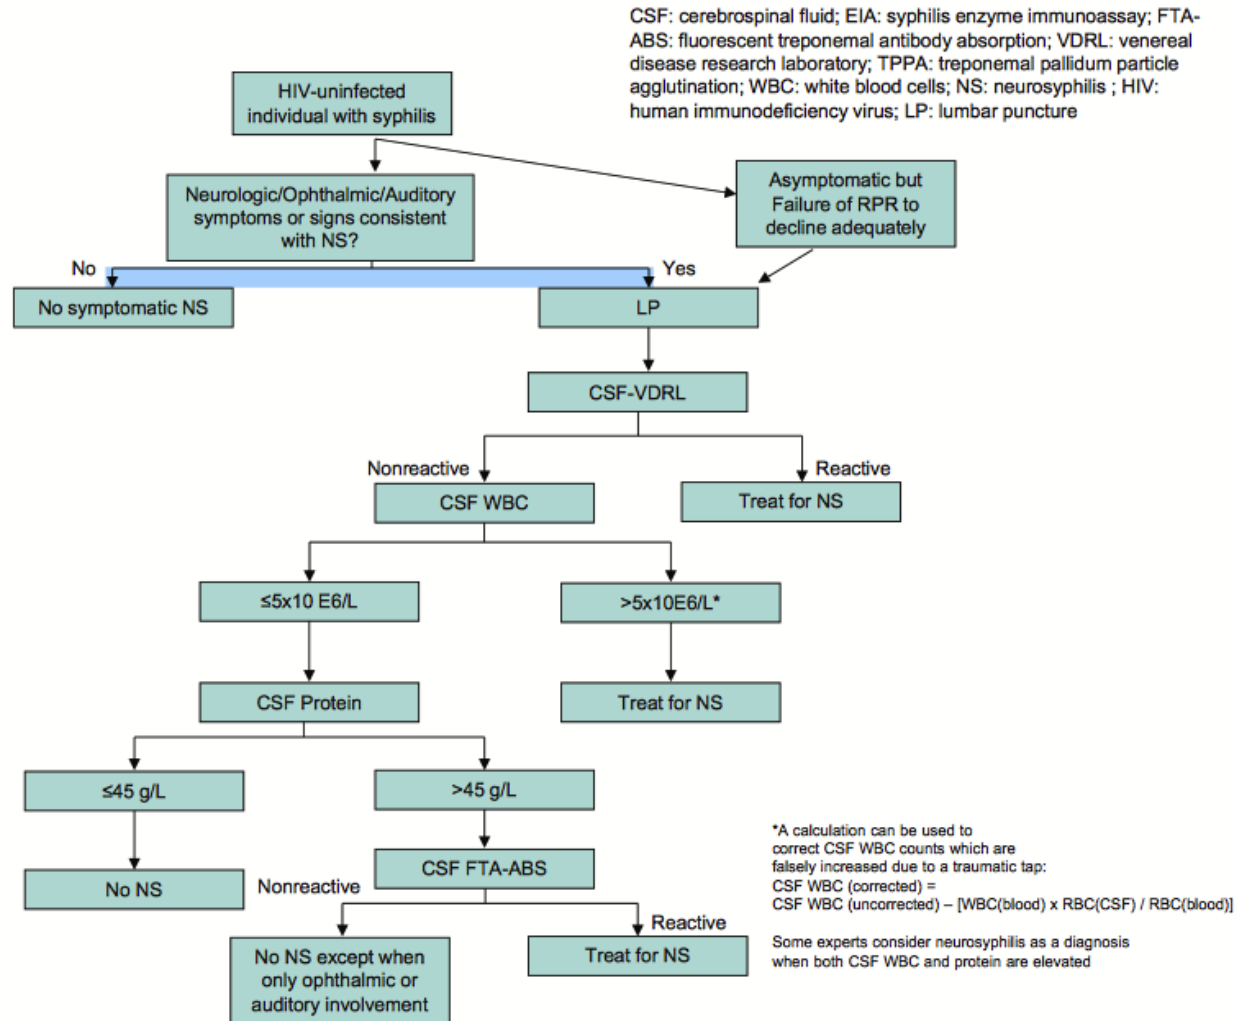 CSF: cerebrospinal fluid; EIA: syphilis enzyme immunoassay; FTA-
ABS: fluorescent treponemal antibody absorption; VDRL: venereal
disease research laboratory; TPPA: treponemal pallidum particle
agglutination; WBC: white blood cells; NS: neurosyphilis ; HIV:
human immunodeficiency virus; LP: lumbar puncture
HIV-uninfected
individual with syphilis
Neurologic/Ophthalmic/Auditory
symptoms or signs consistent
with NS?
Asymptomatic but
Failure of RPR to
decline adequately
No
Yes
No symptomatic NS
LP
CSF-VDRL
Nonreactive
Reactive
CSF WBC
Treat for NS
≤5x10 E6/L
>5x10E6/L*
CSF Protein
Treat for NS
≤45 g/L
>45 g/L
No NS
CSF FTA-ABS
Nonreactive
Reactive
No NS except when
only ophthalmic or
auditory involvement
Treat for NS
*A calculation can be used to
correct CSF WBC counts which are
falsely increased due to a traumatic tap:
CSF WBC (corrected) =
CSF WBC (uncorrected) – [WBC(blood) x RBC(CSF) / RBC(blood)]
Some experts consider neurosyphilis as a diagnosis
when both CSF WBC and protein are elevated